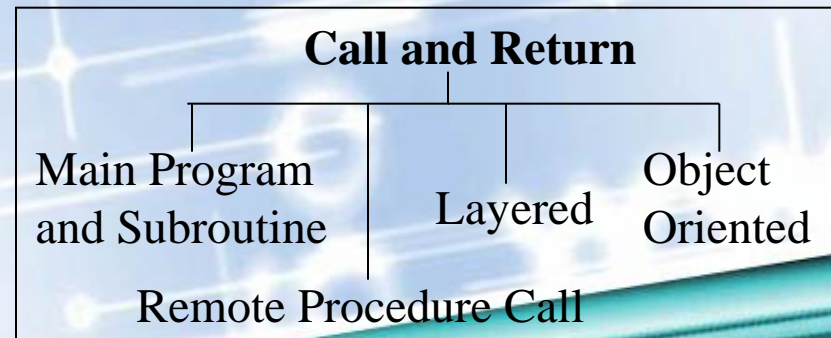 Call and Return
Main Program
and Subroutine
Remote Procedure Call
Layered
Object
Oriented